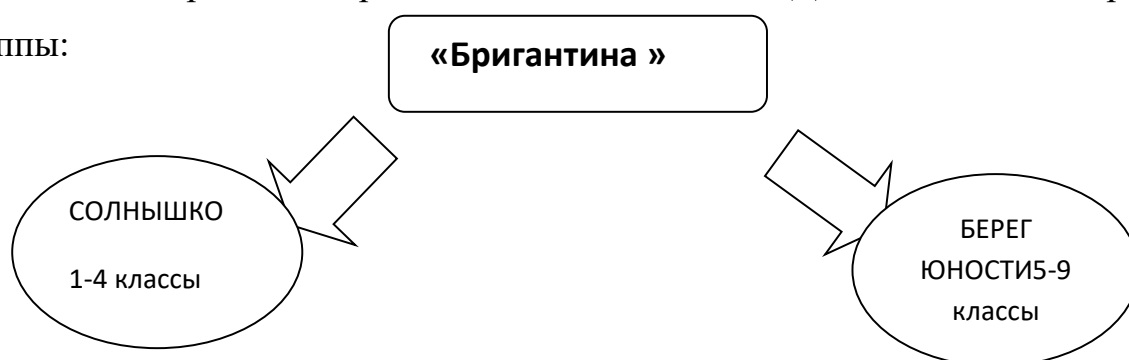 ппы:
«Бригантина »
СОЛНЫШКО
1-4 классы
БЕРЕГ
ЮНОСТИ5-9
классы